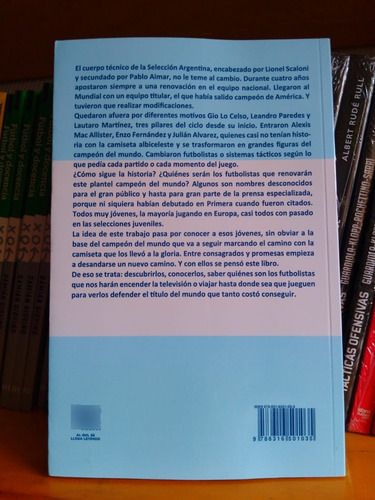 El cuerpo técnico de la Selección Argentina, encabezado por Lionel Scaloni
y secundado por Pablo Aimar, no le teme al cambio. Durante cuatro años
apostaron siempre a una renovación en el equipo nacional. Llegaron al
Mundial con un equipo titular, el que había salido campeón de América. Y
tuvieron que realizar modificaciones.
Quedaron afuera por diferentes motivos Gio Lo Celso, Leandro Paredes y
Lautaro Martínez, tres pilares del ciclo desde su inicio. Entraron Alexis
Mac Allister, Enzo Fernández y Julián Álvarez, quienes casi no tenían histo-
ria con la camiseta albiceleste y se transformaron en grandes figuras del
campeón del mundo. Cambiaron futbolistas o sistemas tácticos según lo
que pedía cada partido o cada momento del juego.
¿Cómo sigue la historia? ¿Quiénes serán los futbolistas que renovarán
este plantel campeón del mundo? Algunos son nombres desconocidos
para el gran público y hasta para gran parte de la prensa especializada,
porque ni siquiera habían debutado en Primera cuando fueron citados.
Todos muy jóvenes, la mayoría jugando en Europa, casi todos con pasado
en las selecciones juveniles.
La idea de este trabajo pasa por conocer a esos jóvenes, sin obviar a la
base del campeón del mundo que va a seguir marcando el camino con la
camiseta que los llevó a la gloria. Entre consagrados y promesas empieza
a desandarse un nuevo camino. Y con ellos se pensó este libro.
De eso se trata: descubrirlos, conocerlos, saber quiénes son los futbolistas
que nos harán encender la televisión o viajar hasta donde sea que jueguen
para verlos defender el título del mundo que tanto costó conseguir.
AL GOL SE
LLEGA LEYENDO
ALBERT RUDÉ RULL
TÁCTICAS OFENSIVAS